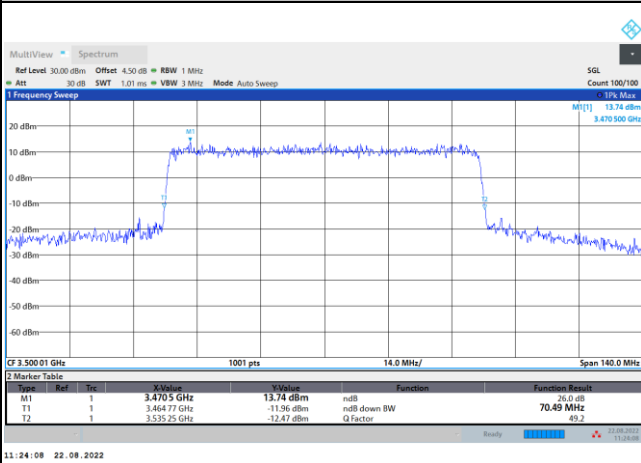 MultiView Spectrum
Ref Level 30.00 dBm Offset 4.50 dB RBW 1 MHz SGL
Att 30 dB SWT 1.01 ms VBW 3 MHz Mode Auto Sweep Count 100/100
1 Frequency Sweep 1Pk Max
M1[1] 13.74 dBm
3.470 500 GHz
20 dBm
M1
10 dBm
0 dBm
T1
T2
-10 dBm
-20 dBm
-30 dBm
-40 dBm
-50 dBm
-60 dBm
CF 3.500 01 GHz 1001 pts 14.0 MHz/ Span 140.0 MHz
2 Marker Table
Type Ref Trc X-Value Y-Value Function Function Result
M1 1 3.4705 GHz 13.74 dBm ndB 26.0 dB
T1 1 3.464 77 GHz -11.96 dBm ndB down BW 70.49 MHz
T2 1 3.535 25 GHz -12.47 dBm Q Factor 49.2
Ready 22.08.2022
11:24:08
11:24:08 22.08.2022